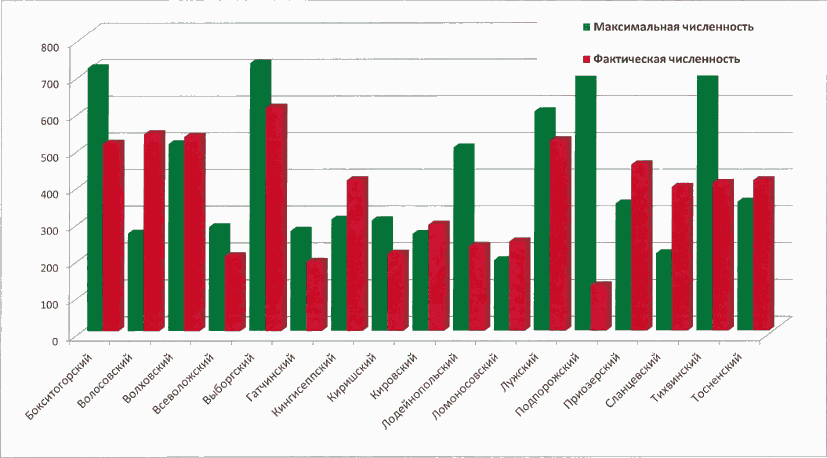 Максимальная численность
Фактическая численность
800
700
600
500
400
300
200
100
0
Бокситогорский
Волосовский
Волховский
Всеволожский
Выборгский
Гатчинский
Кингисеппский
Киришский
Кировский
Лодейнопольский
Ломоносовский
Лужский
Подпорожский
Приозерский
Сланцевский
Тихвинский
Тосненский